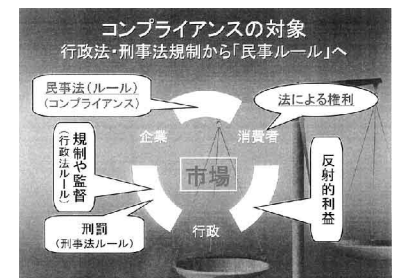 コンプライアンスの対象
行政法・刑事法規制から「民事ルール」へ
民事法(ルール)
(コンプライアンス)
法による権利
企業
消費者
規制や監督
(行政法ルール)
市場
反射的利益
刑罰
(刑事法ルール)
行政